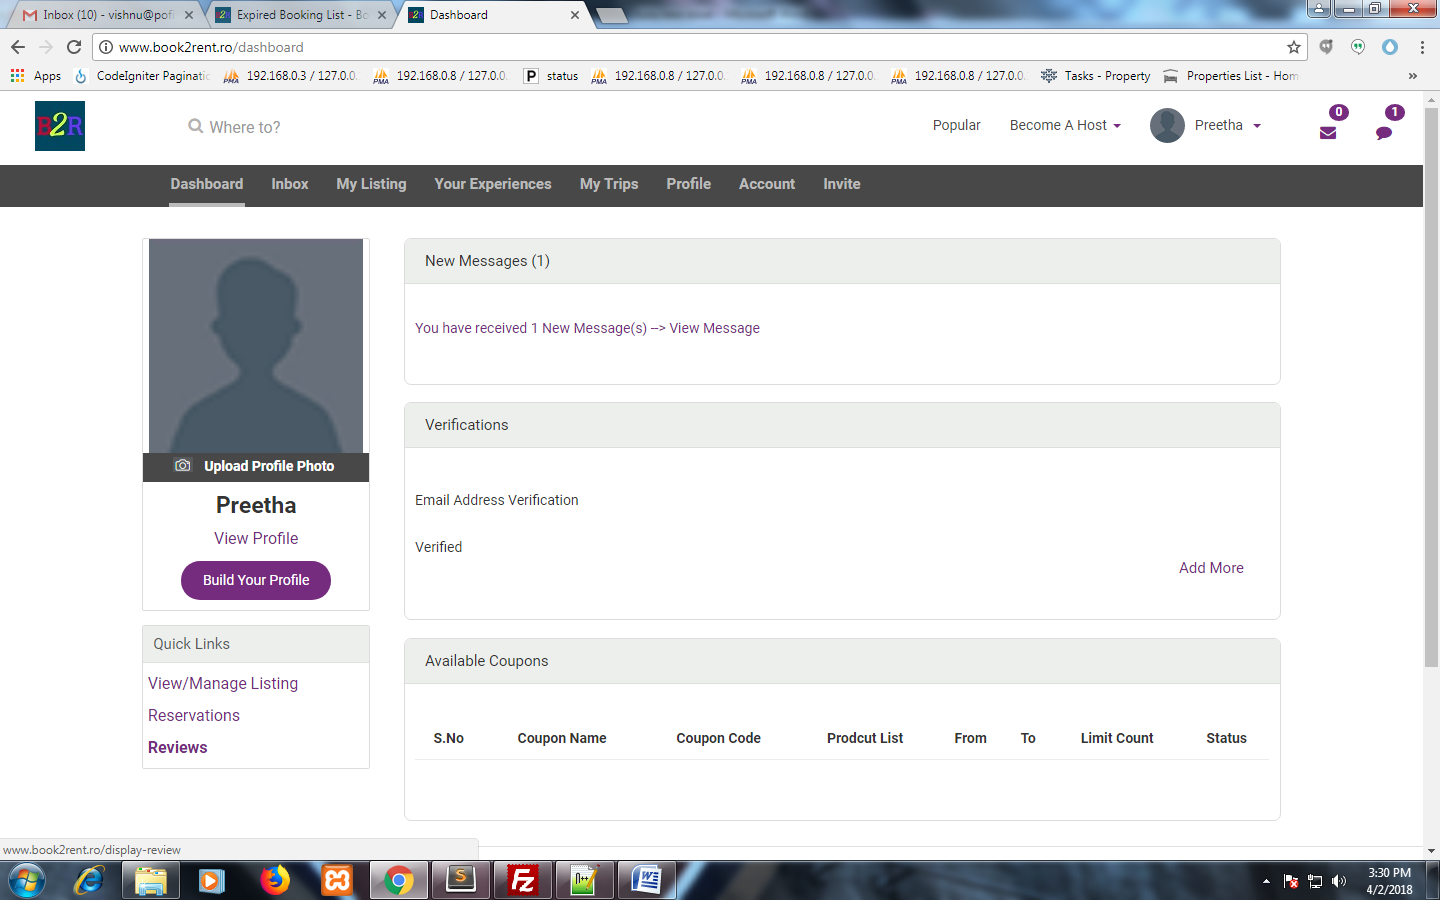 Inbox (10) - vishnu@pofi
Expired Booking List - Bo
Dashboard
www.book2rent.ro/dashboard
Apps
CodeIgniter Paginatio
192.168.0.3 / 127.0.0.
192.168.0.8 / 127.0.0.
P status
192.168.0.8 / 127.0.0.
192.168.0.8 / 127.0.0.
192.168.0.8 / 127.0.0.
Tasks - Property
Properties List - Hom
B2R
Where to?
Popular
Become A Host
Preetha
0
1
Dashboard
Inbox
My Listing
Your Experiences
My Trips
Profile
Account
Invite
Upload Profile Photo
Preetha
View Profile
Build Your Profile
Quick Links
View/Manage Listing
Reservations
Reviews
New Messages (1)
You have received 1 New Message(s) --> View Message
Verifications
Email Address Verification
Verified
Add More
Available Coupons
S.No Coupon Name Coupon Code Prodcut List From To Limit Count Status
www.book2rent.ro/display-review
3:30 PM
4/2/2018